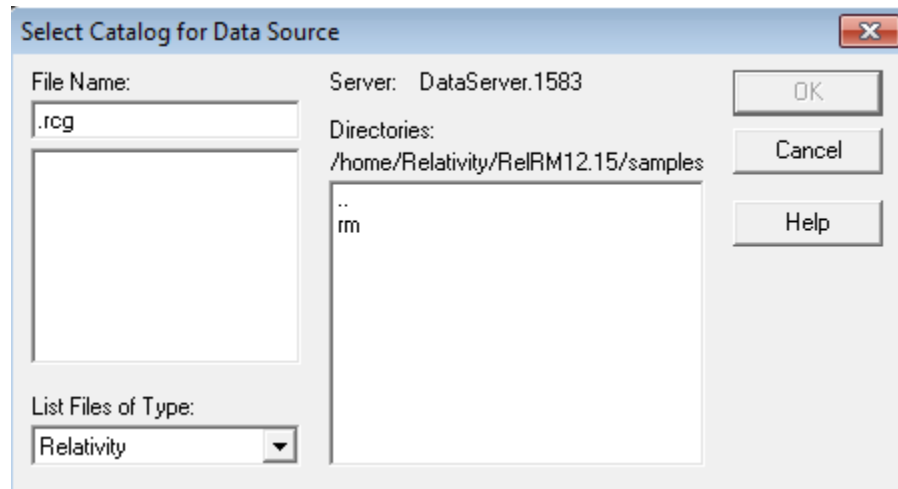 Select Catalog for Data Source
File Name:
.rcg
List Files of Type:
Relativity
Server: DataServer.1583
Directories:
/home/Relativity/RelRM12.15/samples
..
rm
OK
Cancel
Help